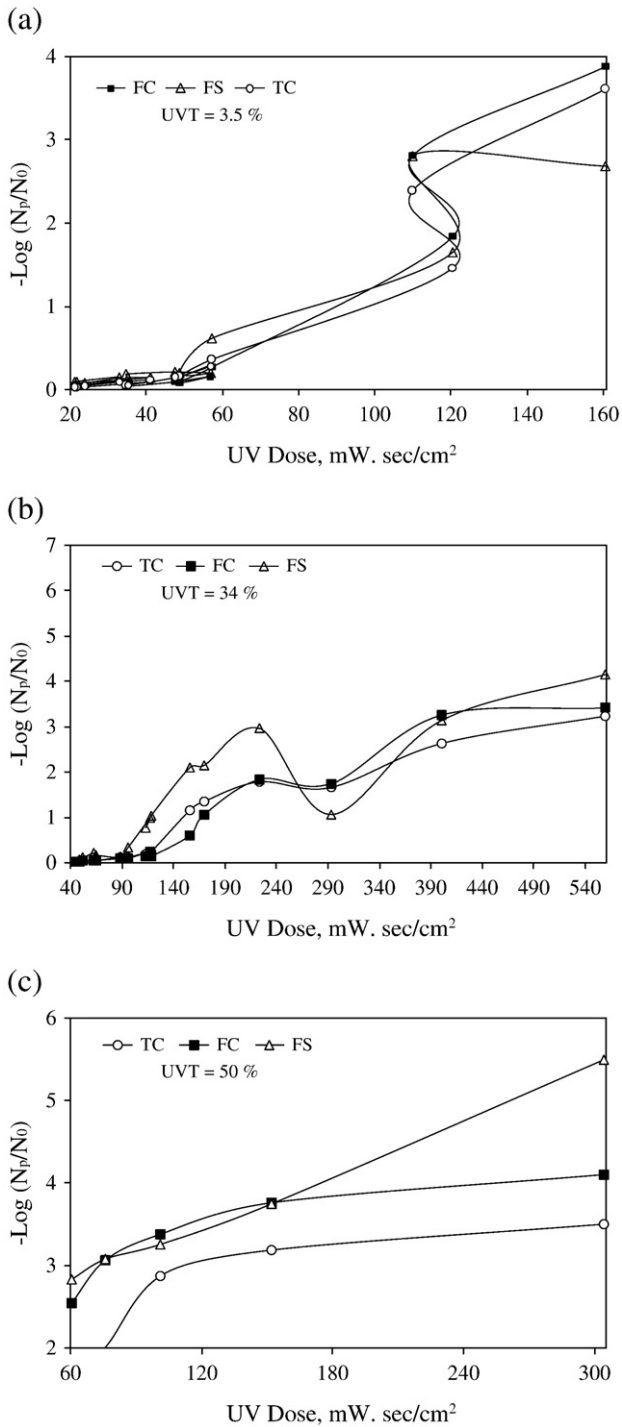 (a)
4
FC FS TC
UVT = 3.5 %
3
2
1
0
-Log (Np/N0)
20 40 60 80 100 120 140 160
UV Dose, mW. sec/cm²
(b)
7
TC FC FS
UVT = 34 %
6
5
4
3
2
1
0
-Log (Np/N0)
40 90 140 190 240 290 340 390 440 490 540
UV Dose, mW. sec/cm²
(c)
6
TC FC FS
UVT = 50 %
5
4
3
2
-Log (Np/N0)
60 120 180 240 300
UV Dose, mW. sec/cm²